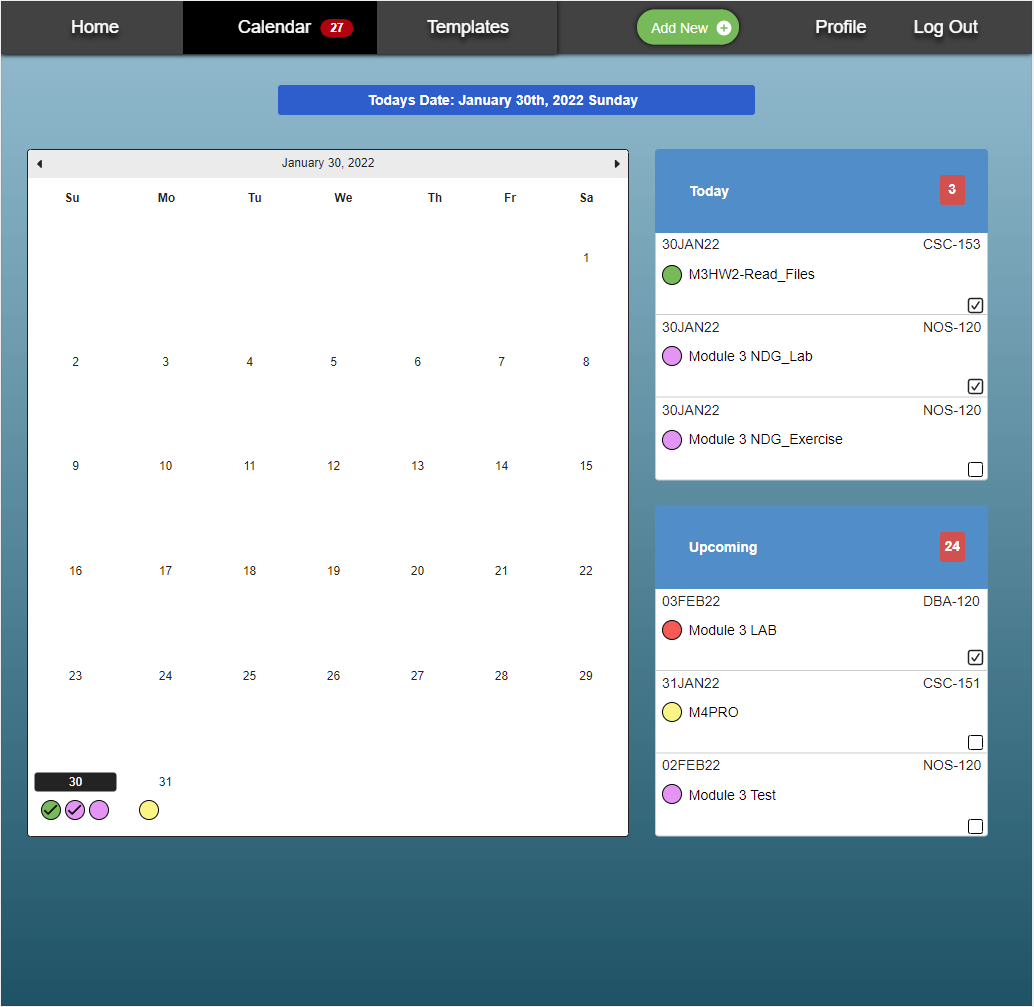 Home Calendar 27 Templates Add New Profile Log Out
Todays Date: January 30th, 2022 Sunday
January 30, 2022
Su Mo Tu We Th Fr Sa
1
2 3 4 5 6 7 8
9 10 11 12 13 14 15
16 17 18 19 20 21 22
23 24 25 26 27 28 29
30 31
Today 3
30JAN22 CSC-153
M3HW2-Read_Files
30JAN22 NOS-120
Module 3 NDG_Lab
30JAN22 NOS-120
Module 3 NDG_Exercise
Upcoming 24
03FEB22 DBA-120
Module 3 LAB
31JAN22 CSC-151
M4PRO
02FEB22 NOS-120
Module 3 Test